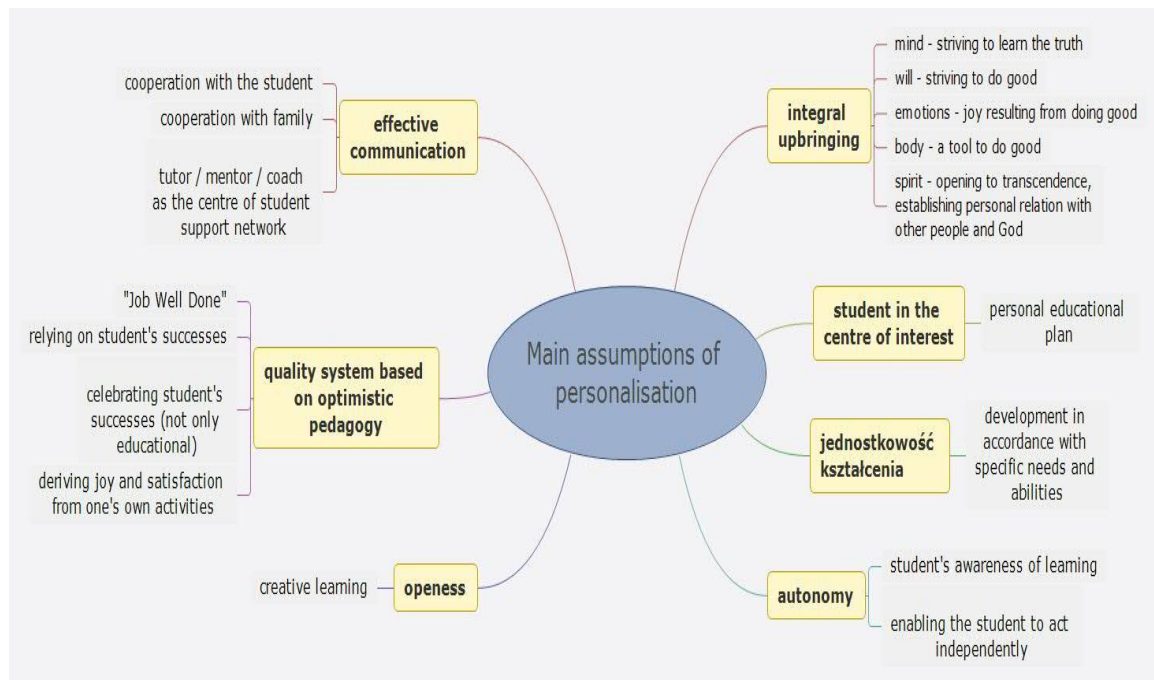 Main assumptions of
personalisation
effective
communication
cooperation with the student
cooperation with family
tutor / mentor / coach
as the centre of student
support network
quality system based
on optimistic
pedagogy
"Job Well Done"
relying on student's successes
celebrating student's
successes (not only
educational)
deriving joy and satisfaction
from one's own activities
openess
creative learning
integral
upbringing
mind - striving to learn the truth
will - striving to do good
emotions - joy resulting from doing good
body - a tool to do good
spirit - opening to transcendence,
establishing personal relation with
other people and God
student in the
centre of interest
personal educational
plan
jednostkowość
kształcenia
development in
accordance with
specific needs and
abilities
autonomy
student's awareness of learning
enabling the student to act
independently